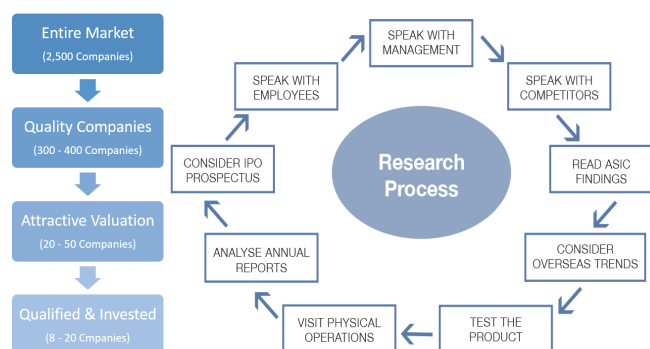 Entire Market
(2,500 Companies)
Quality Companies
(300 - 400 Companies)
Attractive Valuation
(20 - 50 Companies)
Qualified & Invested
(8 - 20 Cmpanies)
Research
Process
SPEAK WITH
MANAGEMENT
SPEAK WITH
COMPETITORS
READ ASIC
FINDINGS
CONSIDER
OVERSEAS TRENDS
TEST THE
PRODUCT
VISIT PHYSICAL
OPERATIONS
ANALYSE ANNUAL
REPORTS
CONSIDER IPO
PROSPECTUS
SPEAK WITH
EMPLOYEES